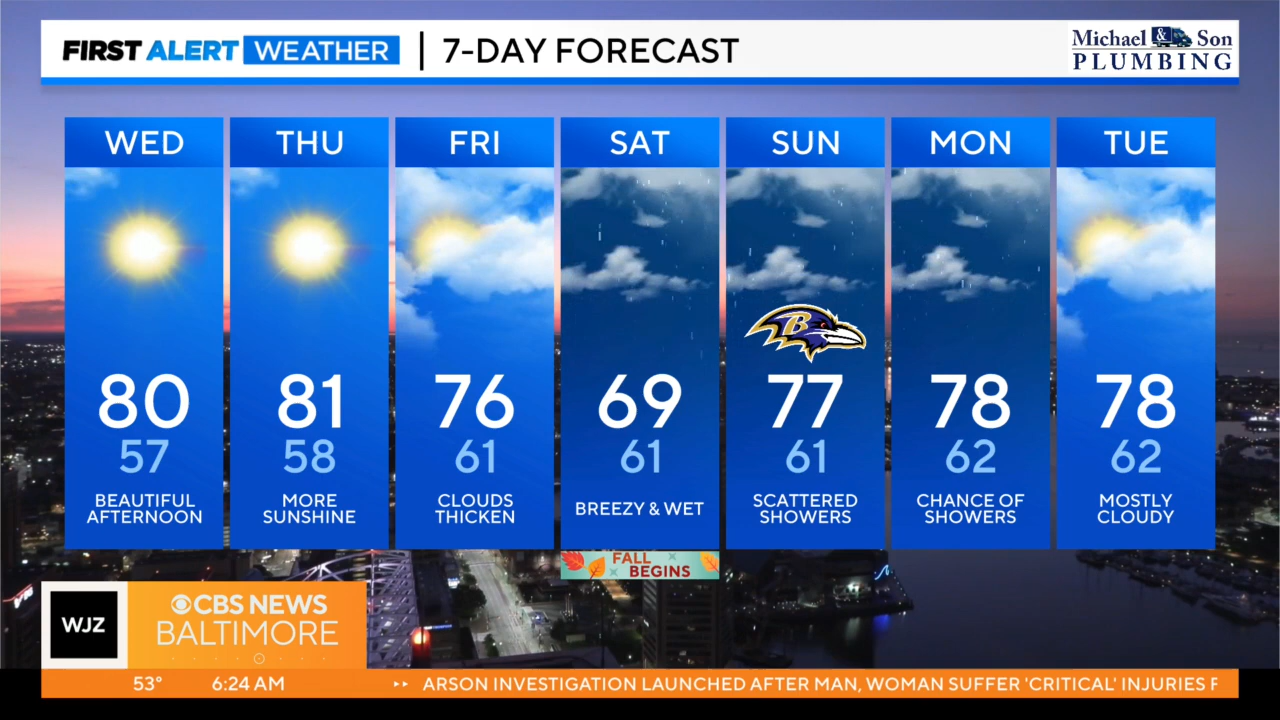 FIRST ALERT WEATHER | 7-DAY FORECAST
Michael & Son
PLUMBING
WED
80
57
BEAUTIFUL
AFTERNOON
THU
81
58
MORE
SUNSHINE
FRI
76
61
CLOUDS
THICKEN
SAT
69
61
BREEZY & WET
FALL
BEGINS
SUN
B
77
61
SCATTERED
SHOWERS
MON
78
62
CHANCE OF
SHOWERS
TUE
78
62
MOSTLY
CLOUDY
WJZ
CBS NEWS
BALTIMORE
53° 6:24 AM
ARSON INVESTIGATION LAUNCHED AFTER MAN, WOMAN SUFFER 'CRITICAL' INJURIES F